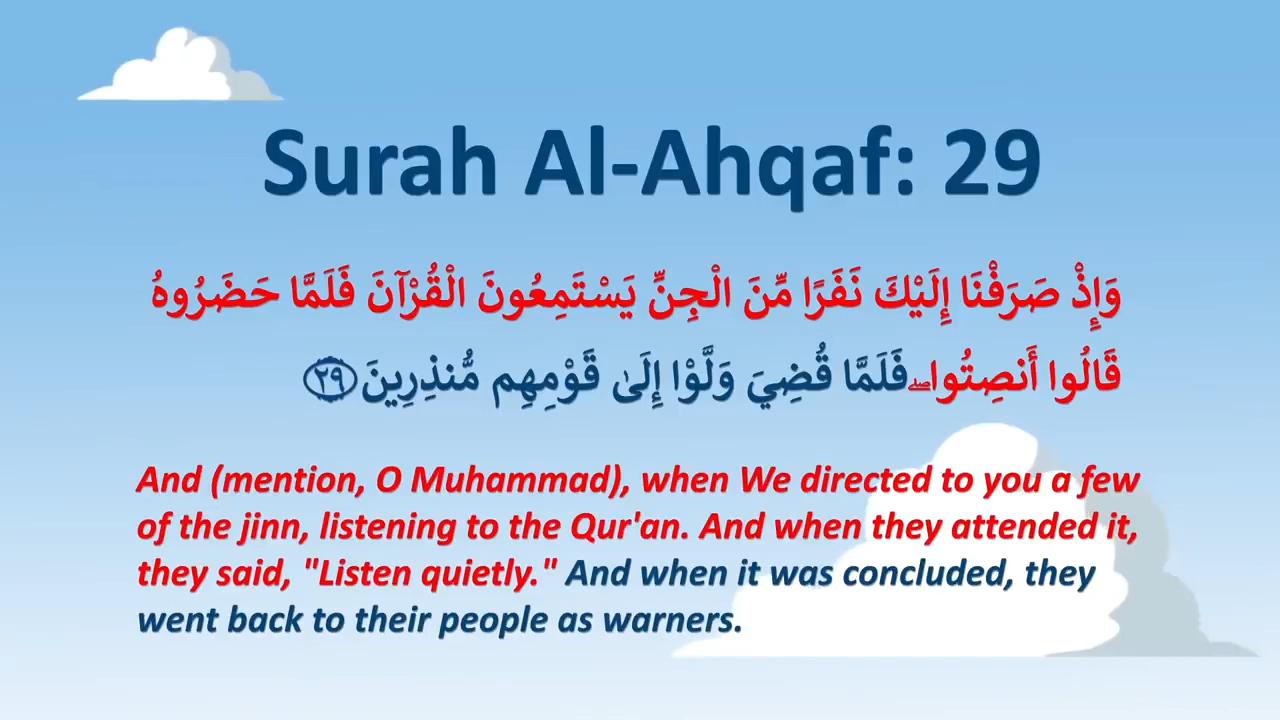 Surah Al-Ahqaf: 29
وَإِذْ صَرَفْنَا إِلَيْكَ نَفَرًا مِّنَ الْجِنِّ يَسْتَمِعُونَ الْقُرْآنَ فَلَمَّا حَضَرُوهُ
قَالُوا أَنصِتُوا ۖ فَلَمَّا قُضِيَ وَلَّوْا إِلَىٰ قَوْمِهِم مُّنذِرِينَ ﴿٢٩﴾
And (mention, O Muhammad), when We directed to you a few
of the jinn, listening to the Qur'an. And when they attended it,
they said, "Listen quietly." And when it was concluded, they
went back to their people as warners.